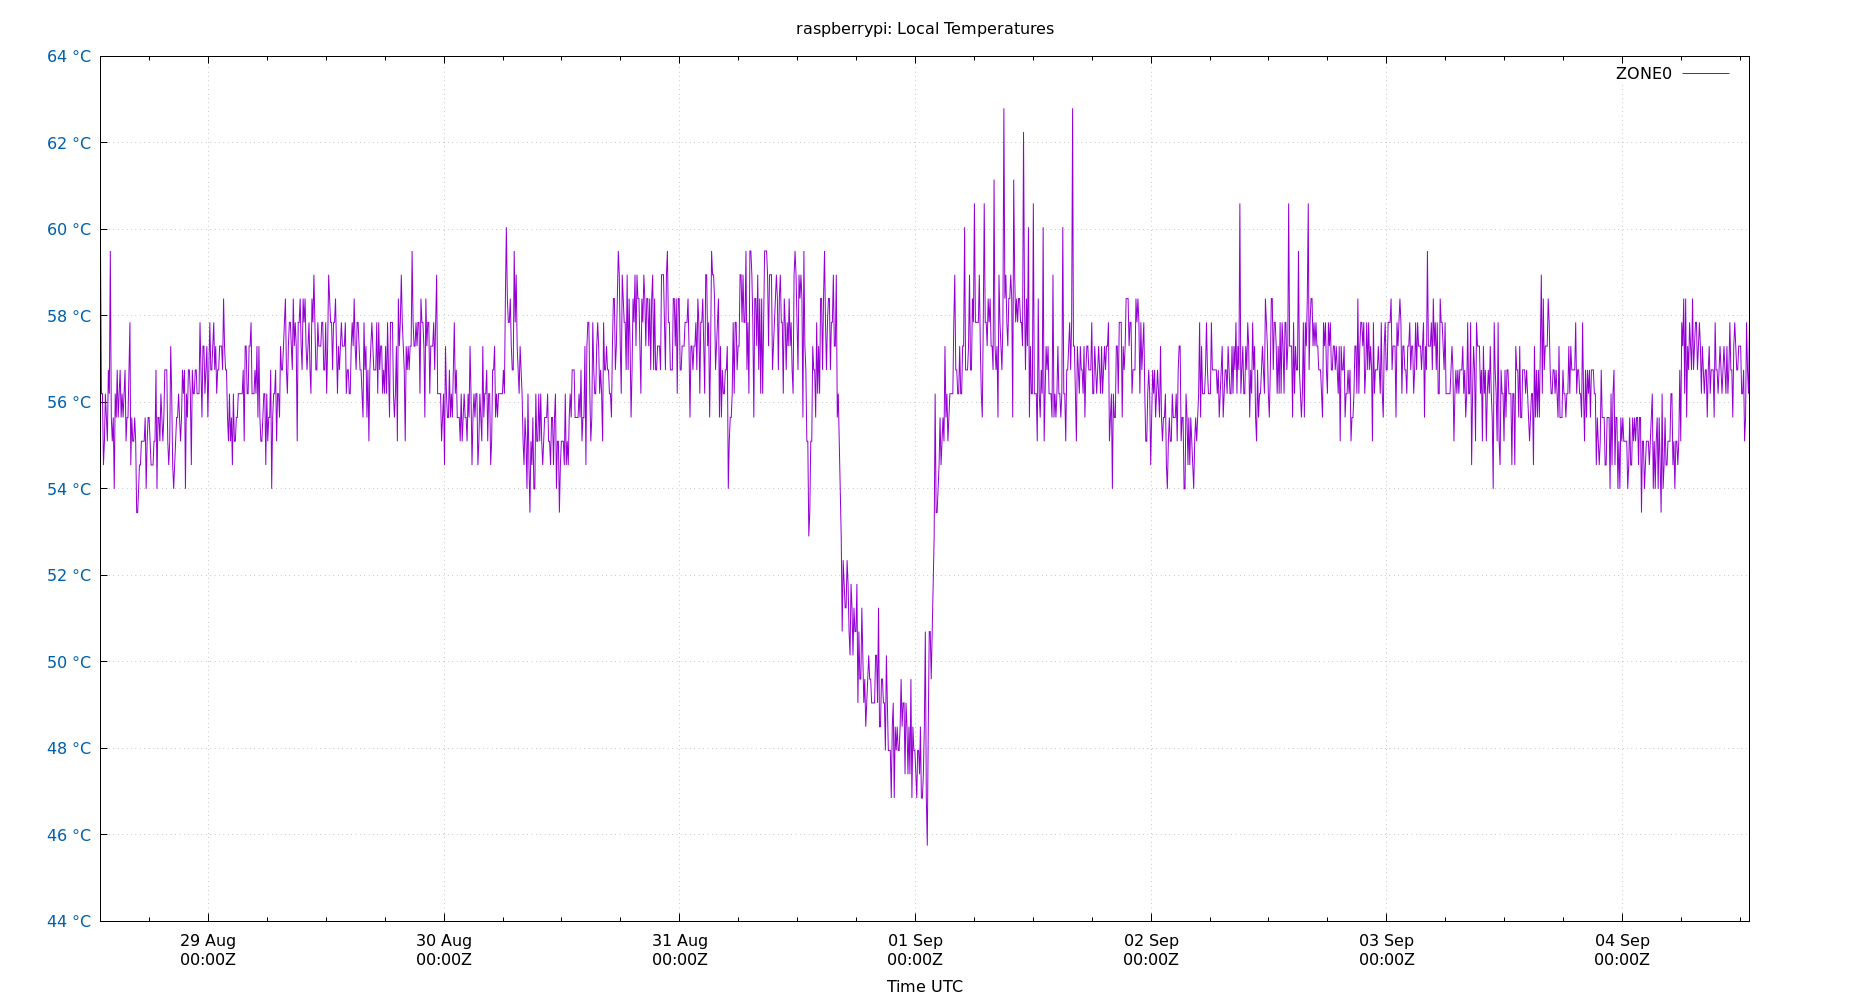 raspberrypi: Local Temperatures
64 °C
62 °C
60 °C
58 °C
56 °C
54 °C
52 °C
50 °C
48 °C
46 °C
44 °C
ZONE0
29 Aug
00:00Z
30 Aug
00:00Z
31 Aug
00:00Z
01 Sep
00:00Z
02 Sep
00:00Z
03 Sep
00:00Z
04 Sep
00:00Z
Time UTC